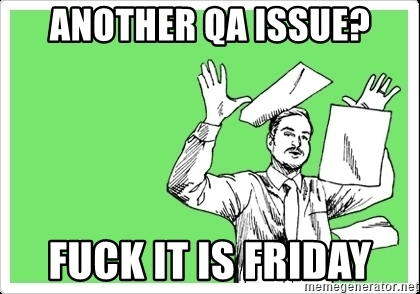 ANOTHER QA ISSUE?
FUCK IT IS FRIDAY
memegenerator.net